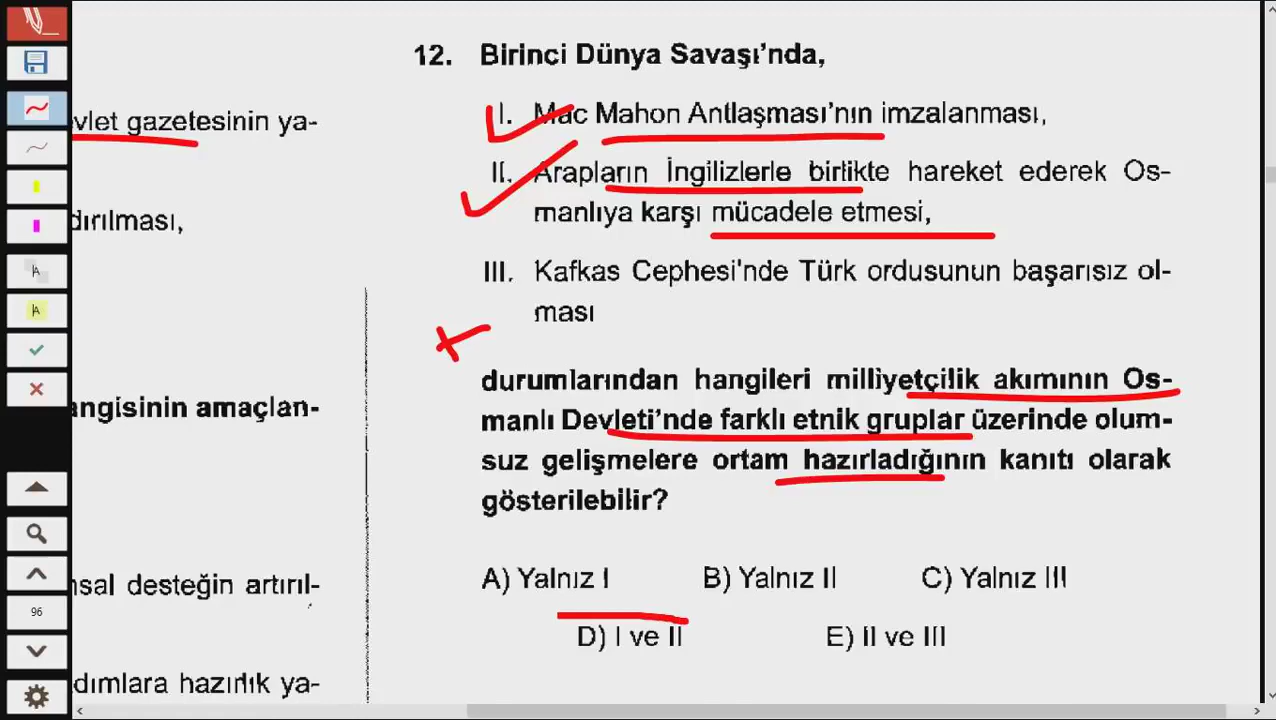 vlet gazetesinin ya-
dırılması,
angisinin amaçlan-
nsal desteğin artırıl-
dımlara hazırlık ya-
12. Birinci Dünya Savaşı’nda,
I. Mac Mahon Antlaşması’nın imzalanması,
II. Arapların İngilizlerle birlikte hareket ederek Os-
manlıya karşı mücadele etmesi,
III. Kafkas Cephesi’nde Türk ordusunun başarısız ol-
ması
durumlarından hangileri milliyetçilik akımının Os-
manlı Devleti’nde farklı etnik gruplar üzerinde olum-
suz gelişmelere ortam hazırladığının kanıtı olarak
gösterilebilir?
A) Yalnız I B) Yalnız II C) Yalnız III
D) I ve II E) II ve III
A
A
96